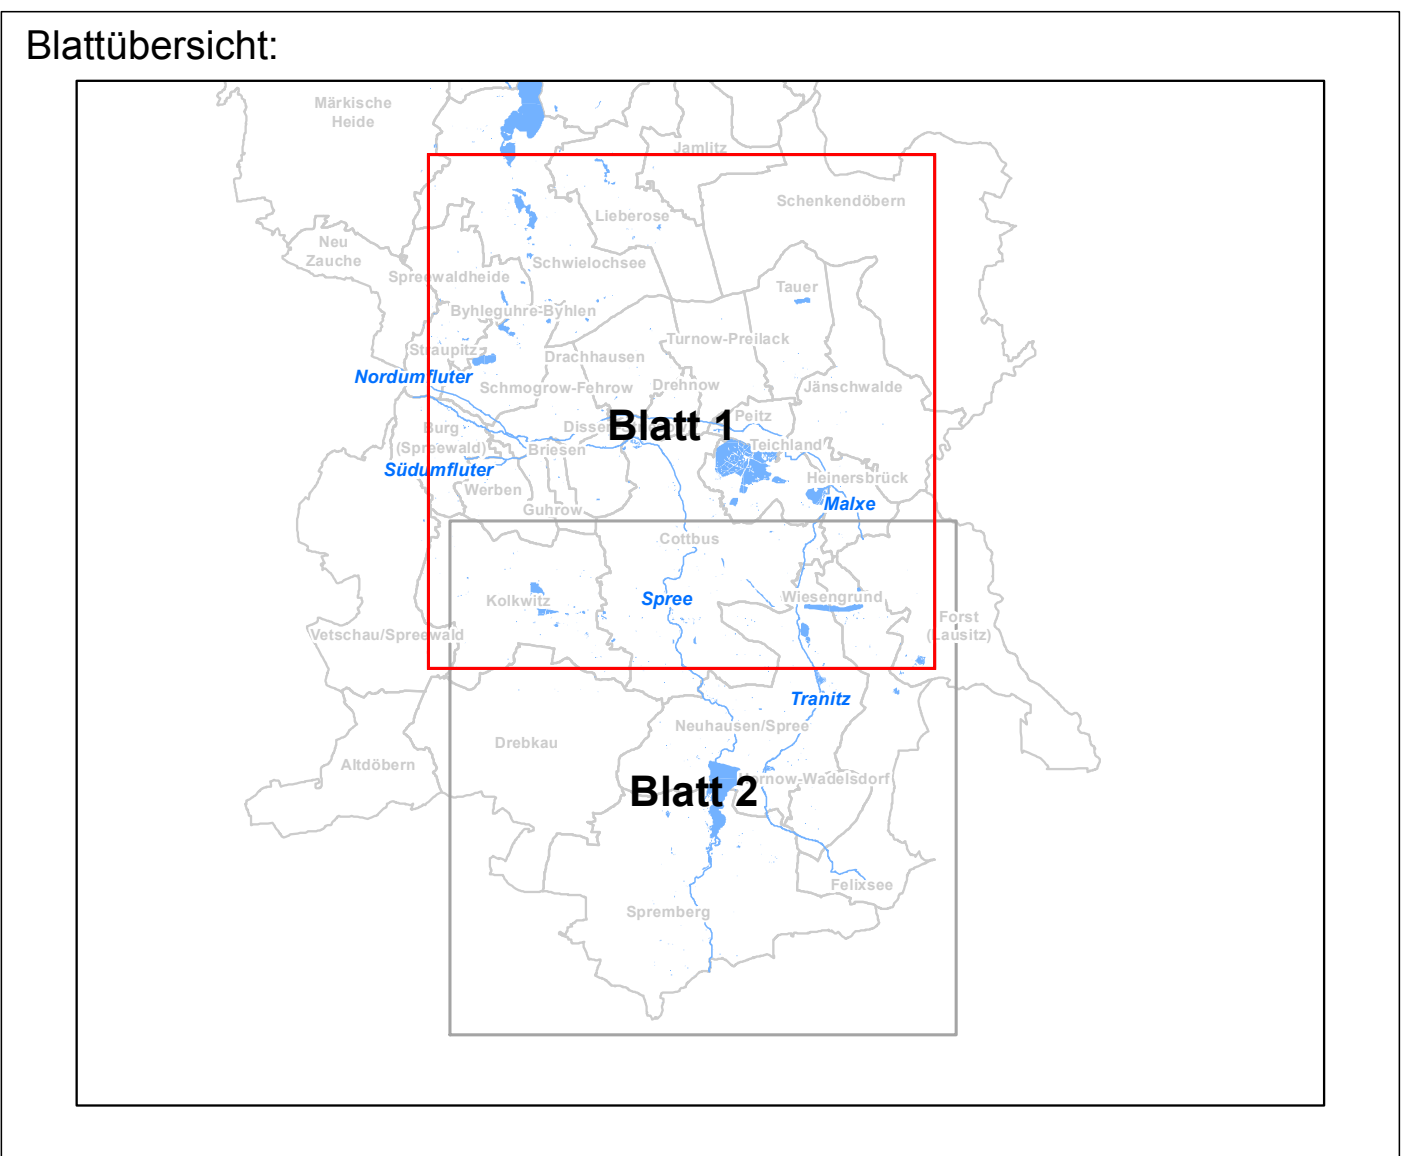 Blattübersicht:
Märkische
Heide
Jamlitz
Schenkendöbern
Lieberose
Neu
Zauche
Schwielochsee
Spreewaldheide
Tauer
Byhleguhre-Byhlen
Turnow-Preilack
Straupitz
Drachhausen
Nordumfluter
Schmogrow-Fehrow
Drehnow
Jänschwalde
Peitz
Blatt 1
Burg
(Spreewald)
Teichland
Briesen
Südumfluter
Heinersbrück
Werben
Malxe
Guhrow
Cottbus
Kolkwitz
Spree
Wiesengrund
Forst
(Lausitz)
Vetschau/Spreewald
Tranitz
Neuhausen/Spree
Drebkau
Altdöbern
Blatt 2
Felixsee
Spremberg